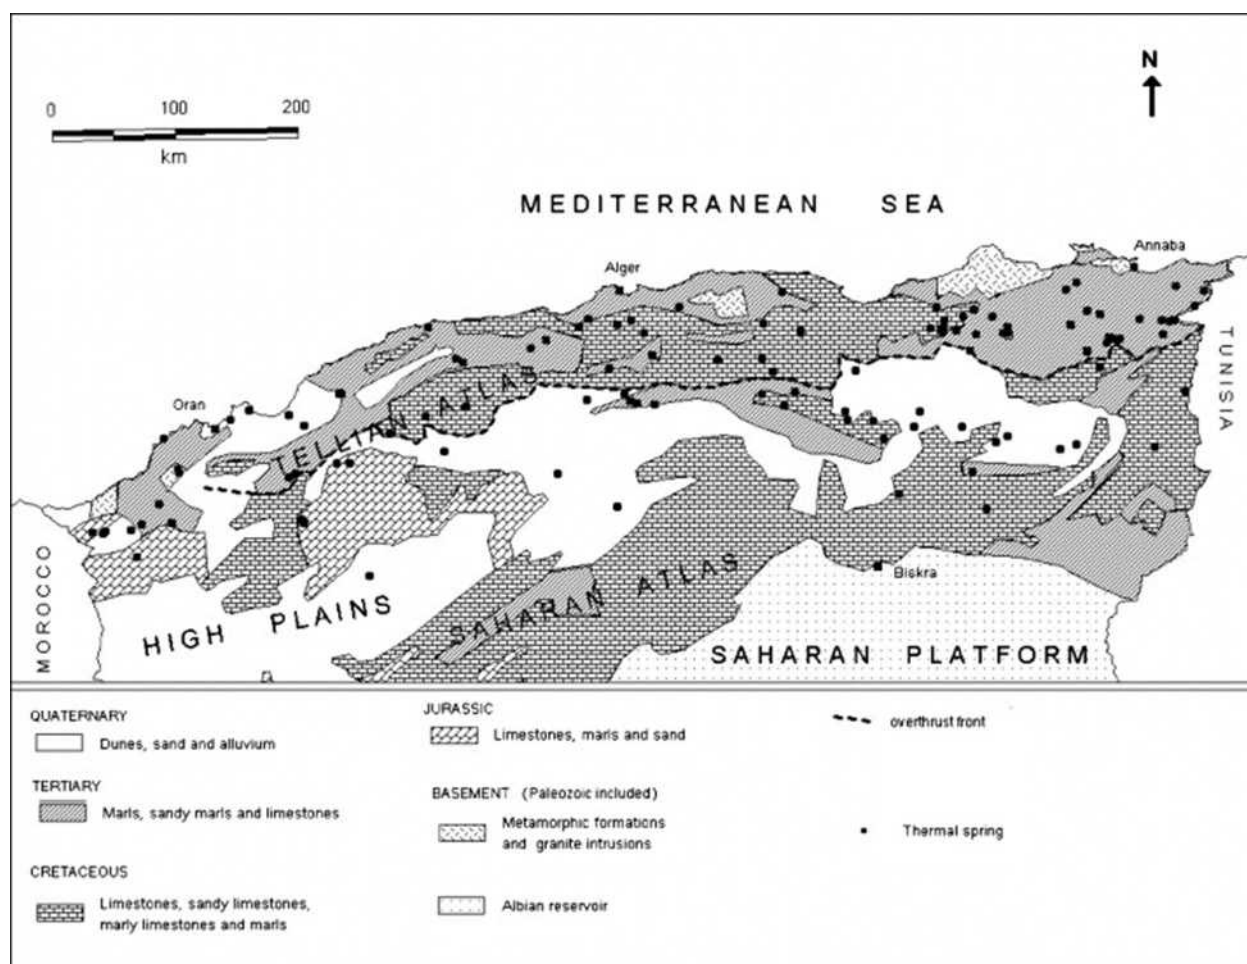 N
0 100 200
km
MEDITERRANEAN SEA
Annaba
Alger
Oran
TUNISIA
TELLIAN ATLAS
MOROCCO
Biskra
HIGH PLAINS
SAHARAN ATLAS
SAHARAN PLATFORM
QUATERNARY
Dunes, sand and alluvium
TERTIARY
Marls, sandy marls and limestones
CRETACEOUS
Limestones, sandy limestones,
marly limestones and marls
JURASSIC
Limestones, marls and sand
BASEMENT (Paleozoic included)
Metamorphic formations
and granite intrusions
Albian reservoir
overthrust front
Thermal spring